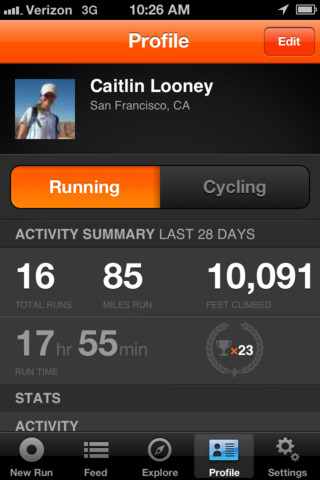 Verizon 3G 10:26 AM
Profile
Edit
Caitlin Looney
San Francisco, CA
Running
Cycling
ACTIVITY SUMMARY LAST 28 DAYS
16
85
10,091
TOTAL RUNS
MILES RUN
FEET CLIMBED
17hr 55min
×23
RUN TIME
STATS
ACTIVITY
New Run
Feed
Explore
Profile
Settings